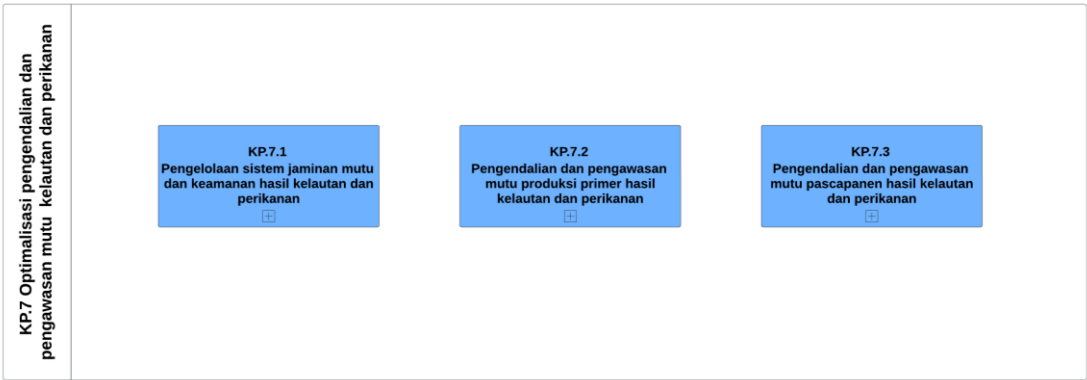 KP.7 Optimalisasi pengendalian dan
pengawasan mutu  kelautan dan perikanan
KP.7.1
Pengelolaan sistem jaminan mutu
dan keamanan hasil kelautan dan
perikanan
KP.7.2
Pengendalian dan pengawasan
mutu produksi primer hasil
kelautan dan perikanan
KP.7.3
Pengendalian dan pengawasan
mutu pascapanen hasil kelautan
dan perikanan